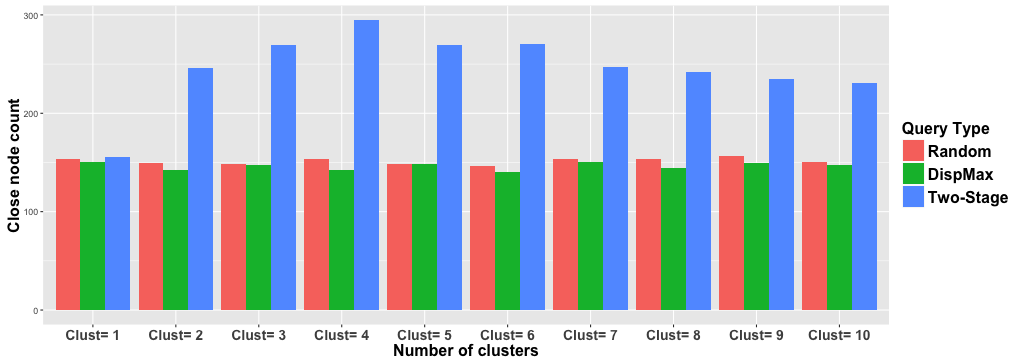 Close node count
300
200
100
0
Clust= 1 Clust= 2 Clust= 3 Clust= 4 Clust= 5 Clust= 6 Clust= 7 Clust= 8 Clust= 9 Clust= 10
Number of clusters
Query Type
Random
DispMax
Two-Stage